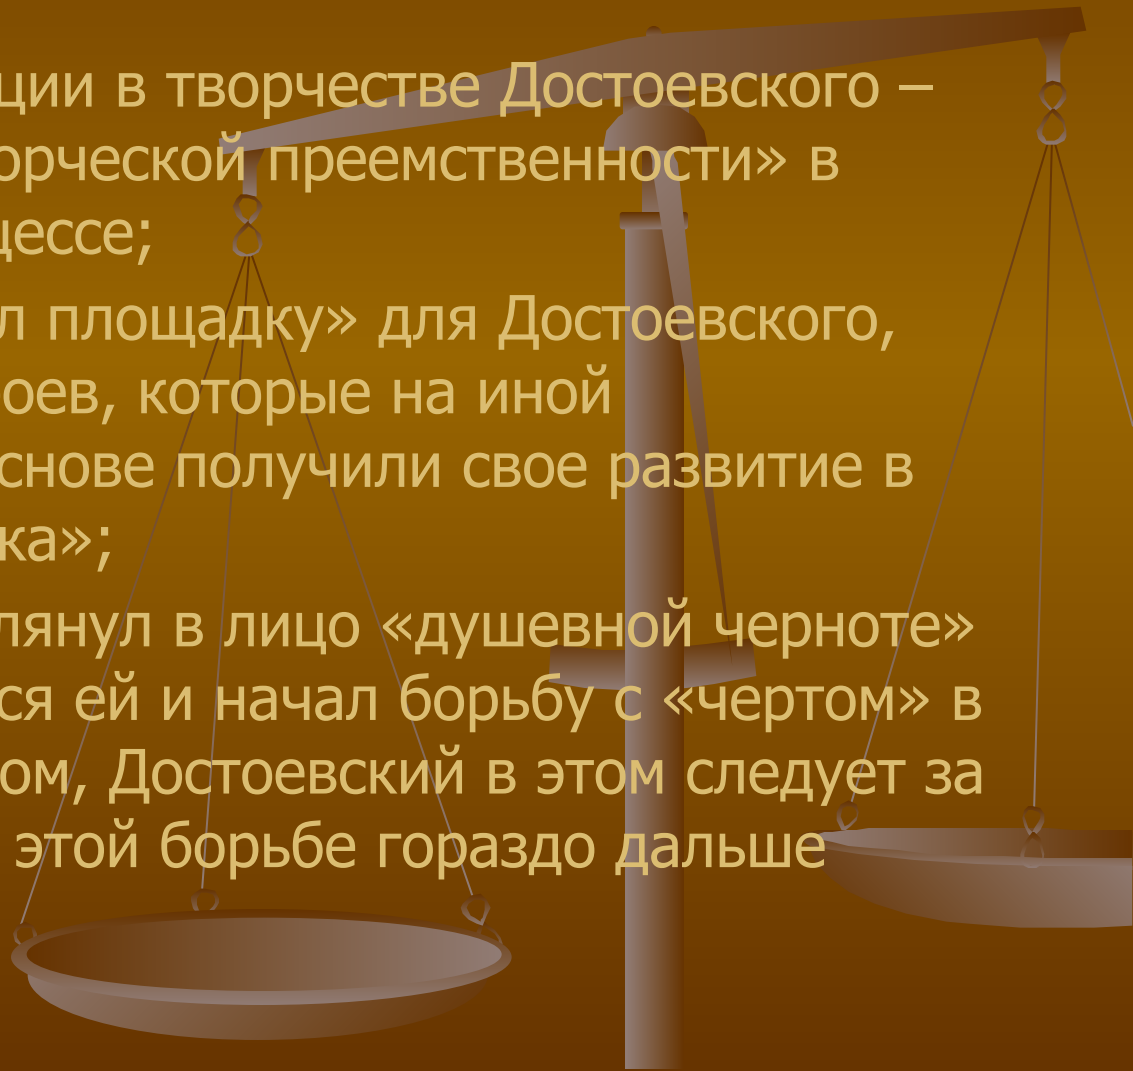 ции в творчестве Достоевского –
орческой преемственности» в
цессе;
л площадку» для Достоевского,
оев, которые на иной
снове получили свое развитие в
ка»;
лянул в лицо «душевной черноте»
ся ей и начал борьбу с «чертом» в
ом, Достоевский в этом следует за
этой борьбе гораздо дальше